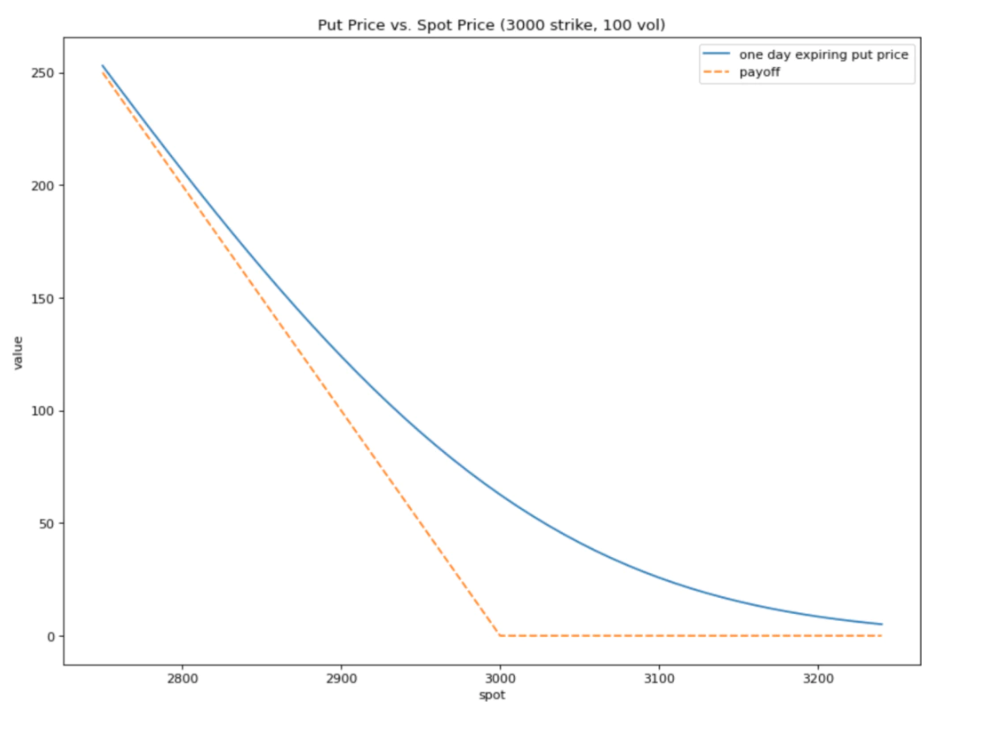 Put Price vs. Spot Price (3000 strike, 100 vol)
one day expiring put price
payoff
250
200
150
100
50
0
value
2800 2900 3000 3100 3200
spot